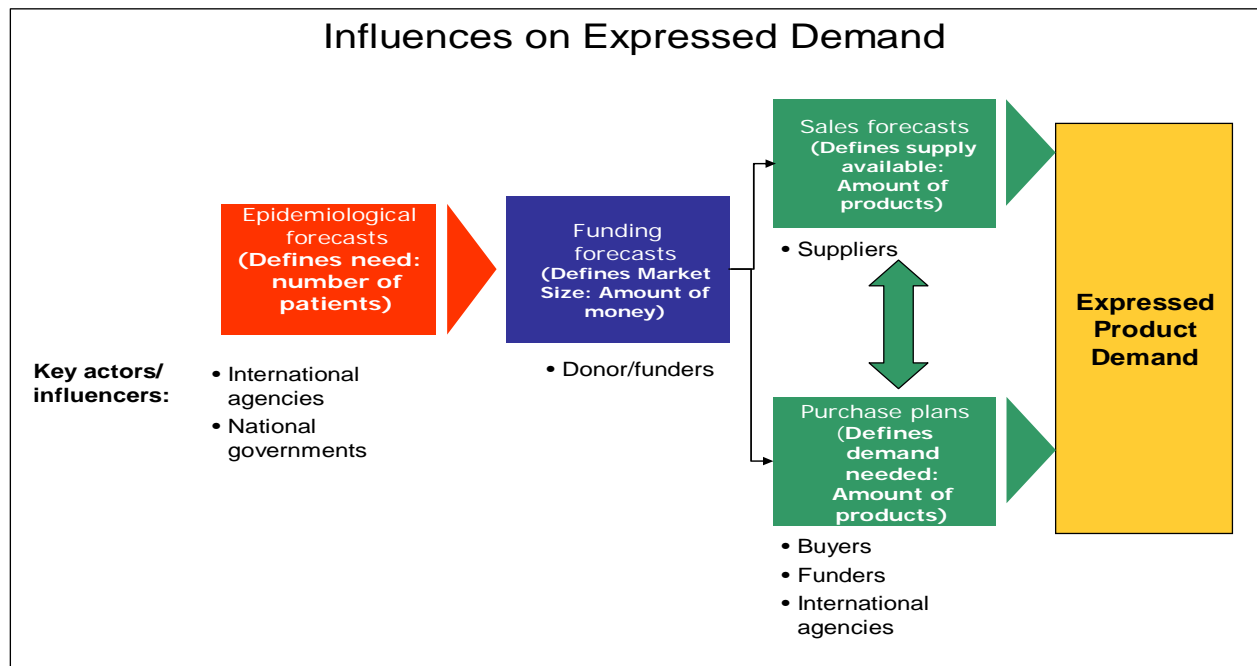 Influences on Expressed Demand
Epidemiological
forecasts
(Defines need:
number of
patients)
• International
agencies
• National
governments
Key actors/
influencers:
Funding
forecasts
(Defines Market
Size: Amount of
money)
• Donor/funders
Sales forecasts
(Defines supply
available:
Amount of
products)
• Suppliers
Purchase plans
(Defines
demand
needed:
Amount of
products)
• Buyers
• Funders
• International
agencies
Expressed
Product
Demand